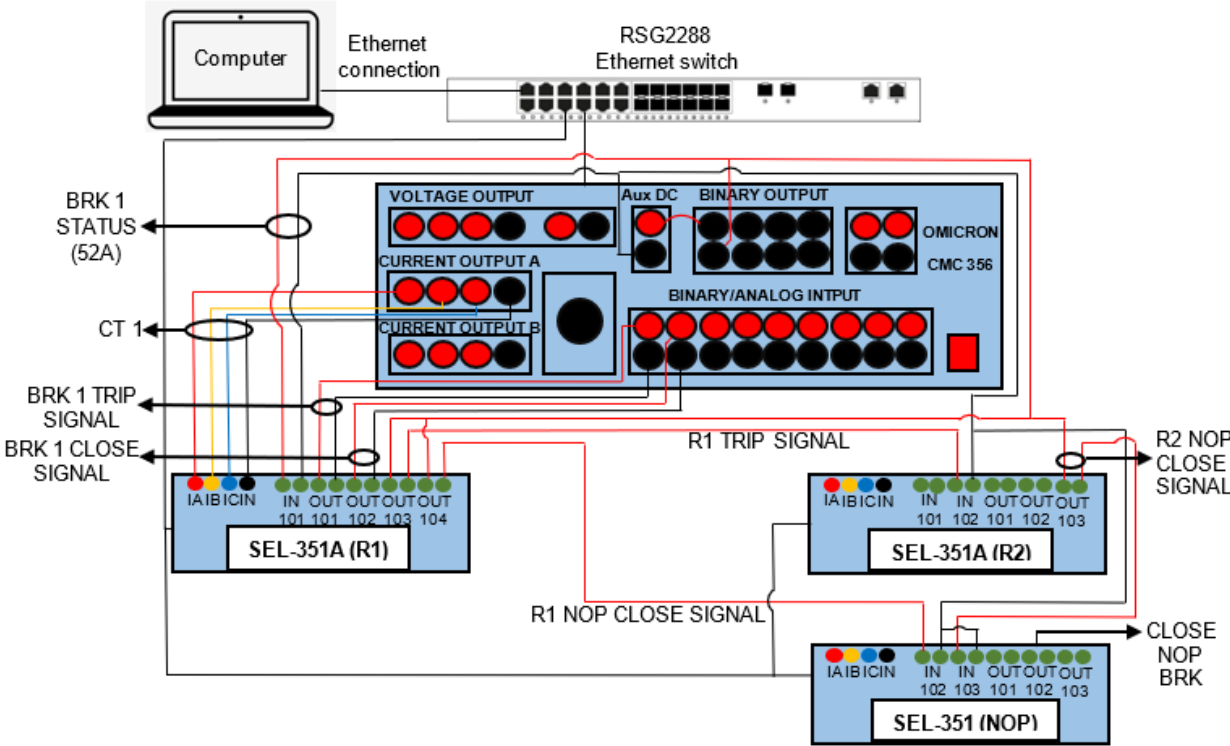 Computer
Ethernet
connection
RSG2288
Ethernet switch
BRK 1
STATUS
(52A)
VOLTAGE OUTPUT
Aux DC
BINARY OUTPUT
OMICRON
CMC 356
CURRENT OUTPUT A
BINARY/ANALOG INTPUT
CT 1
CURRENT OUTPUT B
BRK 1 TRIP
SIGNAL
BRK 1 CLOSE
SIGNAL
R1 TRIP SIGNAL
R2 NOP
CLOSE
SIGNAL
IA IB IC IN IN OUT OUT OUT OUT
101 101 102 103 104
SEL-351A (R1)
IA IB IC IN IN IN OUT OUT OUT
101 102 101 102 103
SEL-351A (R2)
R1 NOP CLOSE SIGNAL
CLOSE
NOP
BRK
IA IB IC IN IN IN OUT OUT OUT
102 103 101 102 103
SEL-351 (NOP)